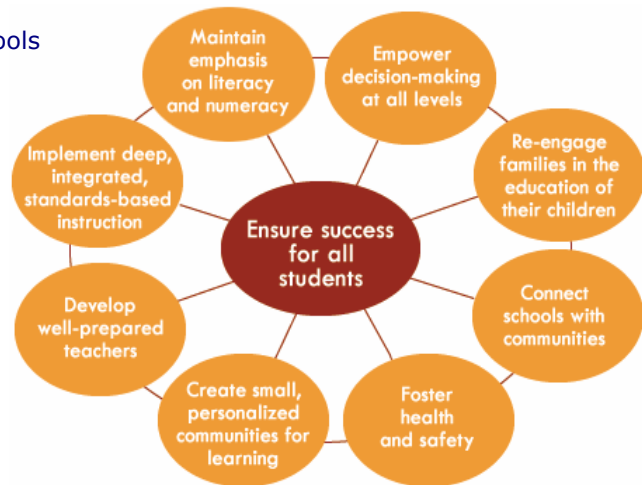 ools
Maintain
emphasis
on literacy
and numeracy
Empower
decision-making
at all levels
Re-engage
families in the
education of
their children
Connect
schools with
communities
Foster
health
and safety
Create small,
personalized
communities for
learning
Develop
well-prepared
teachers
Implement deep,
integrated,
standards-based
instruction
Ensure success
for all
students